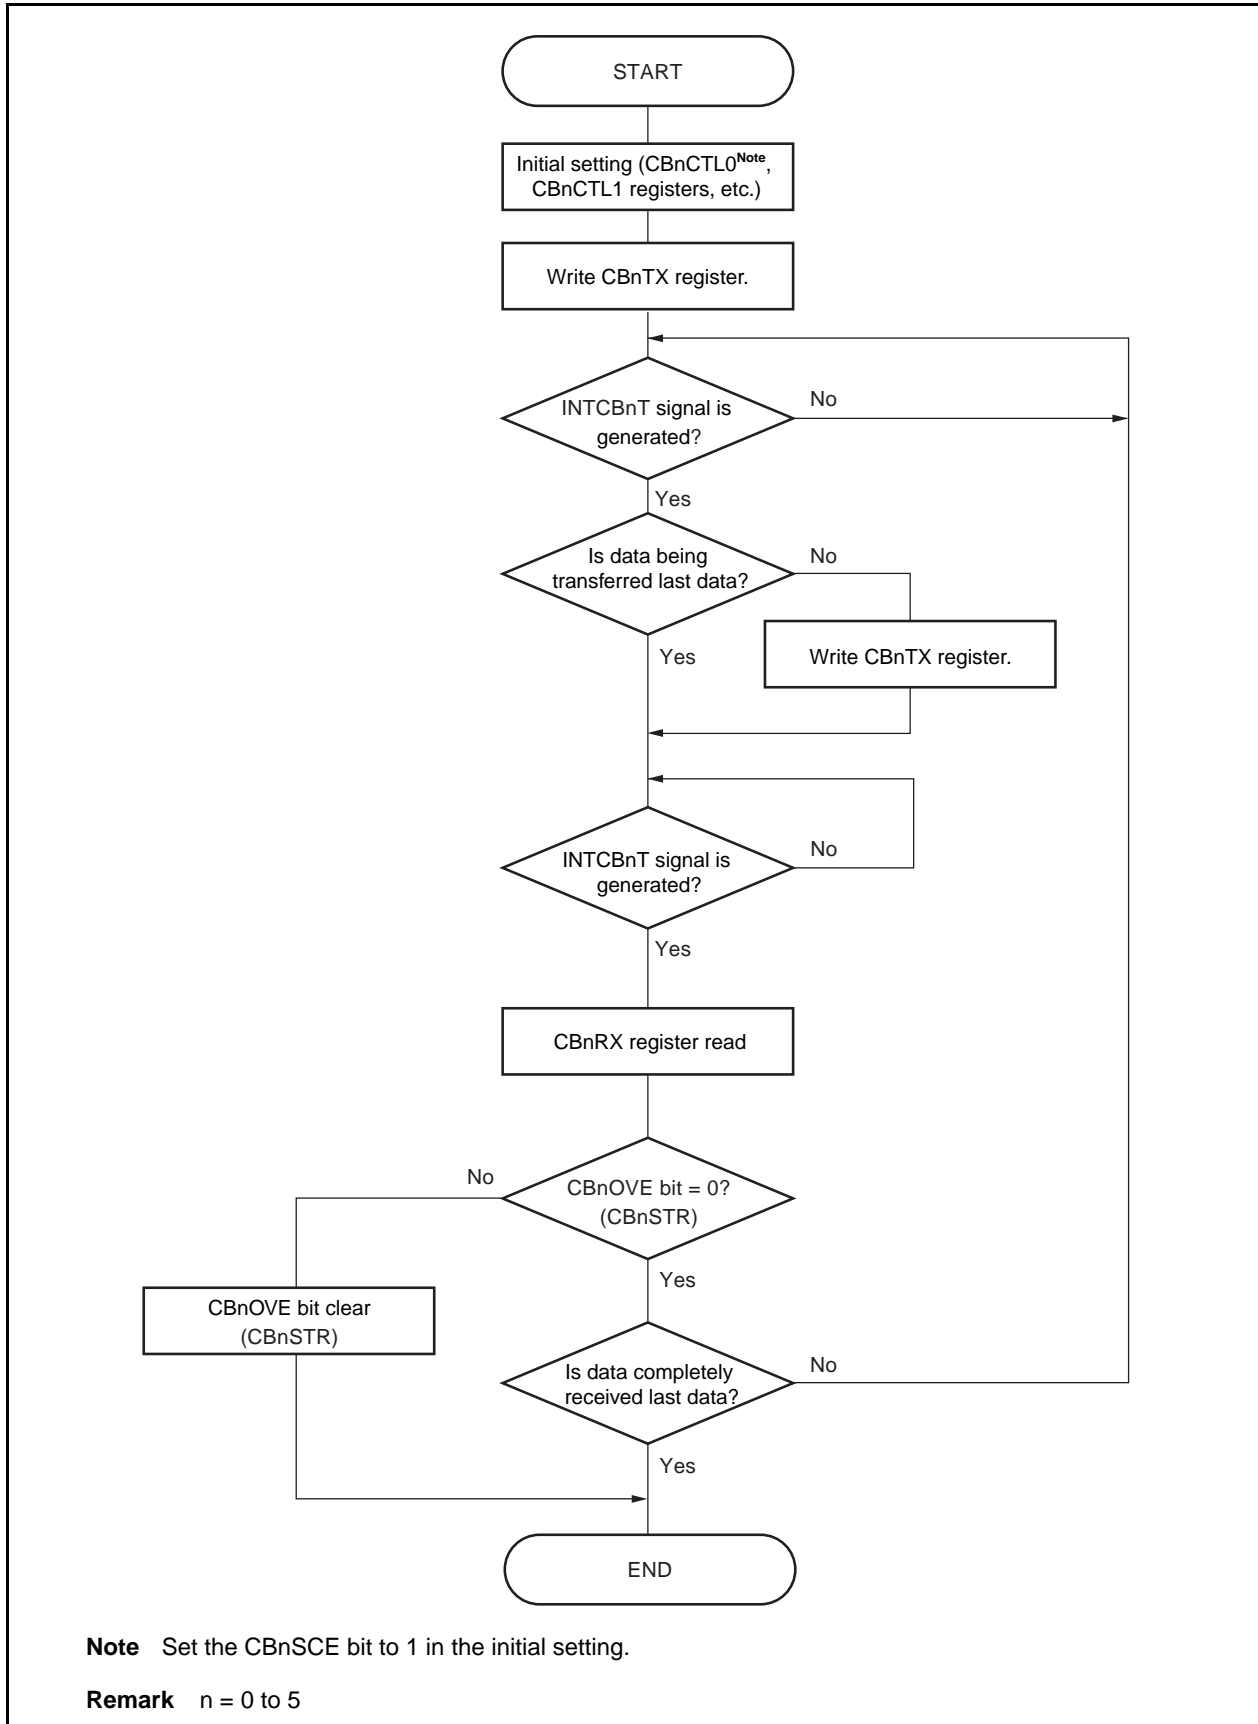 START
Initial setting (CBnCTL0Note,
CBnCTL1 registers, etc.)
Write CBnTX register.
INTCBnT signal is
generated?
No
Yes
Is data being
transferred last data?
No
Yes
Write CBnTX register.
INTCBnT signal is
generated?
No
Yes
CBnRX register read
No
CBnOVE bit = 0?
(CBnSTR)
Yes
CBnOVE bit clear
(CBnSTR)
Is data completely
received last data?
No
Yes
END
Note Set the CBnSCE bit to 1 in the initial setting.
Remark n = 0 to 5